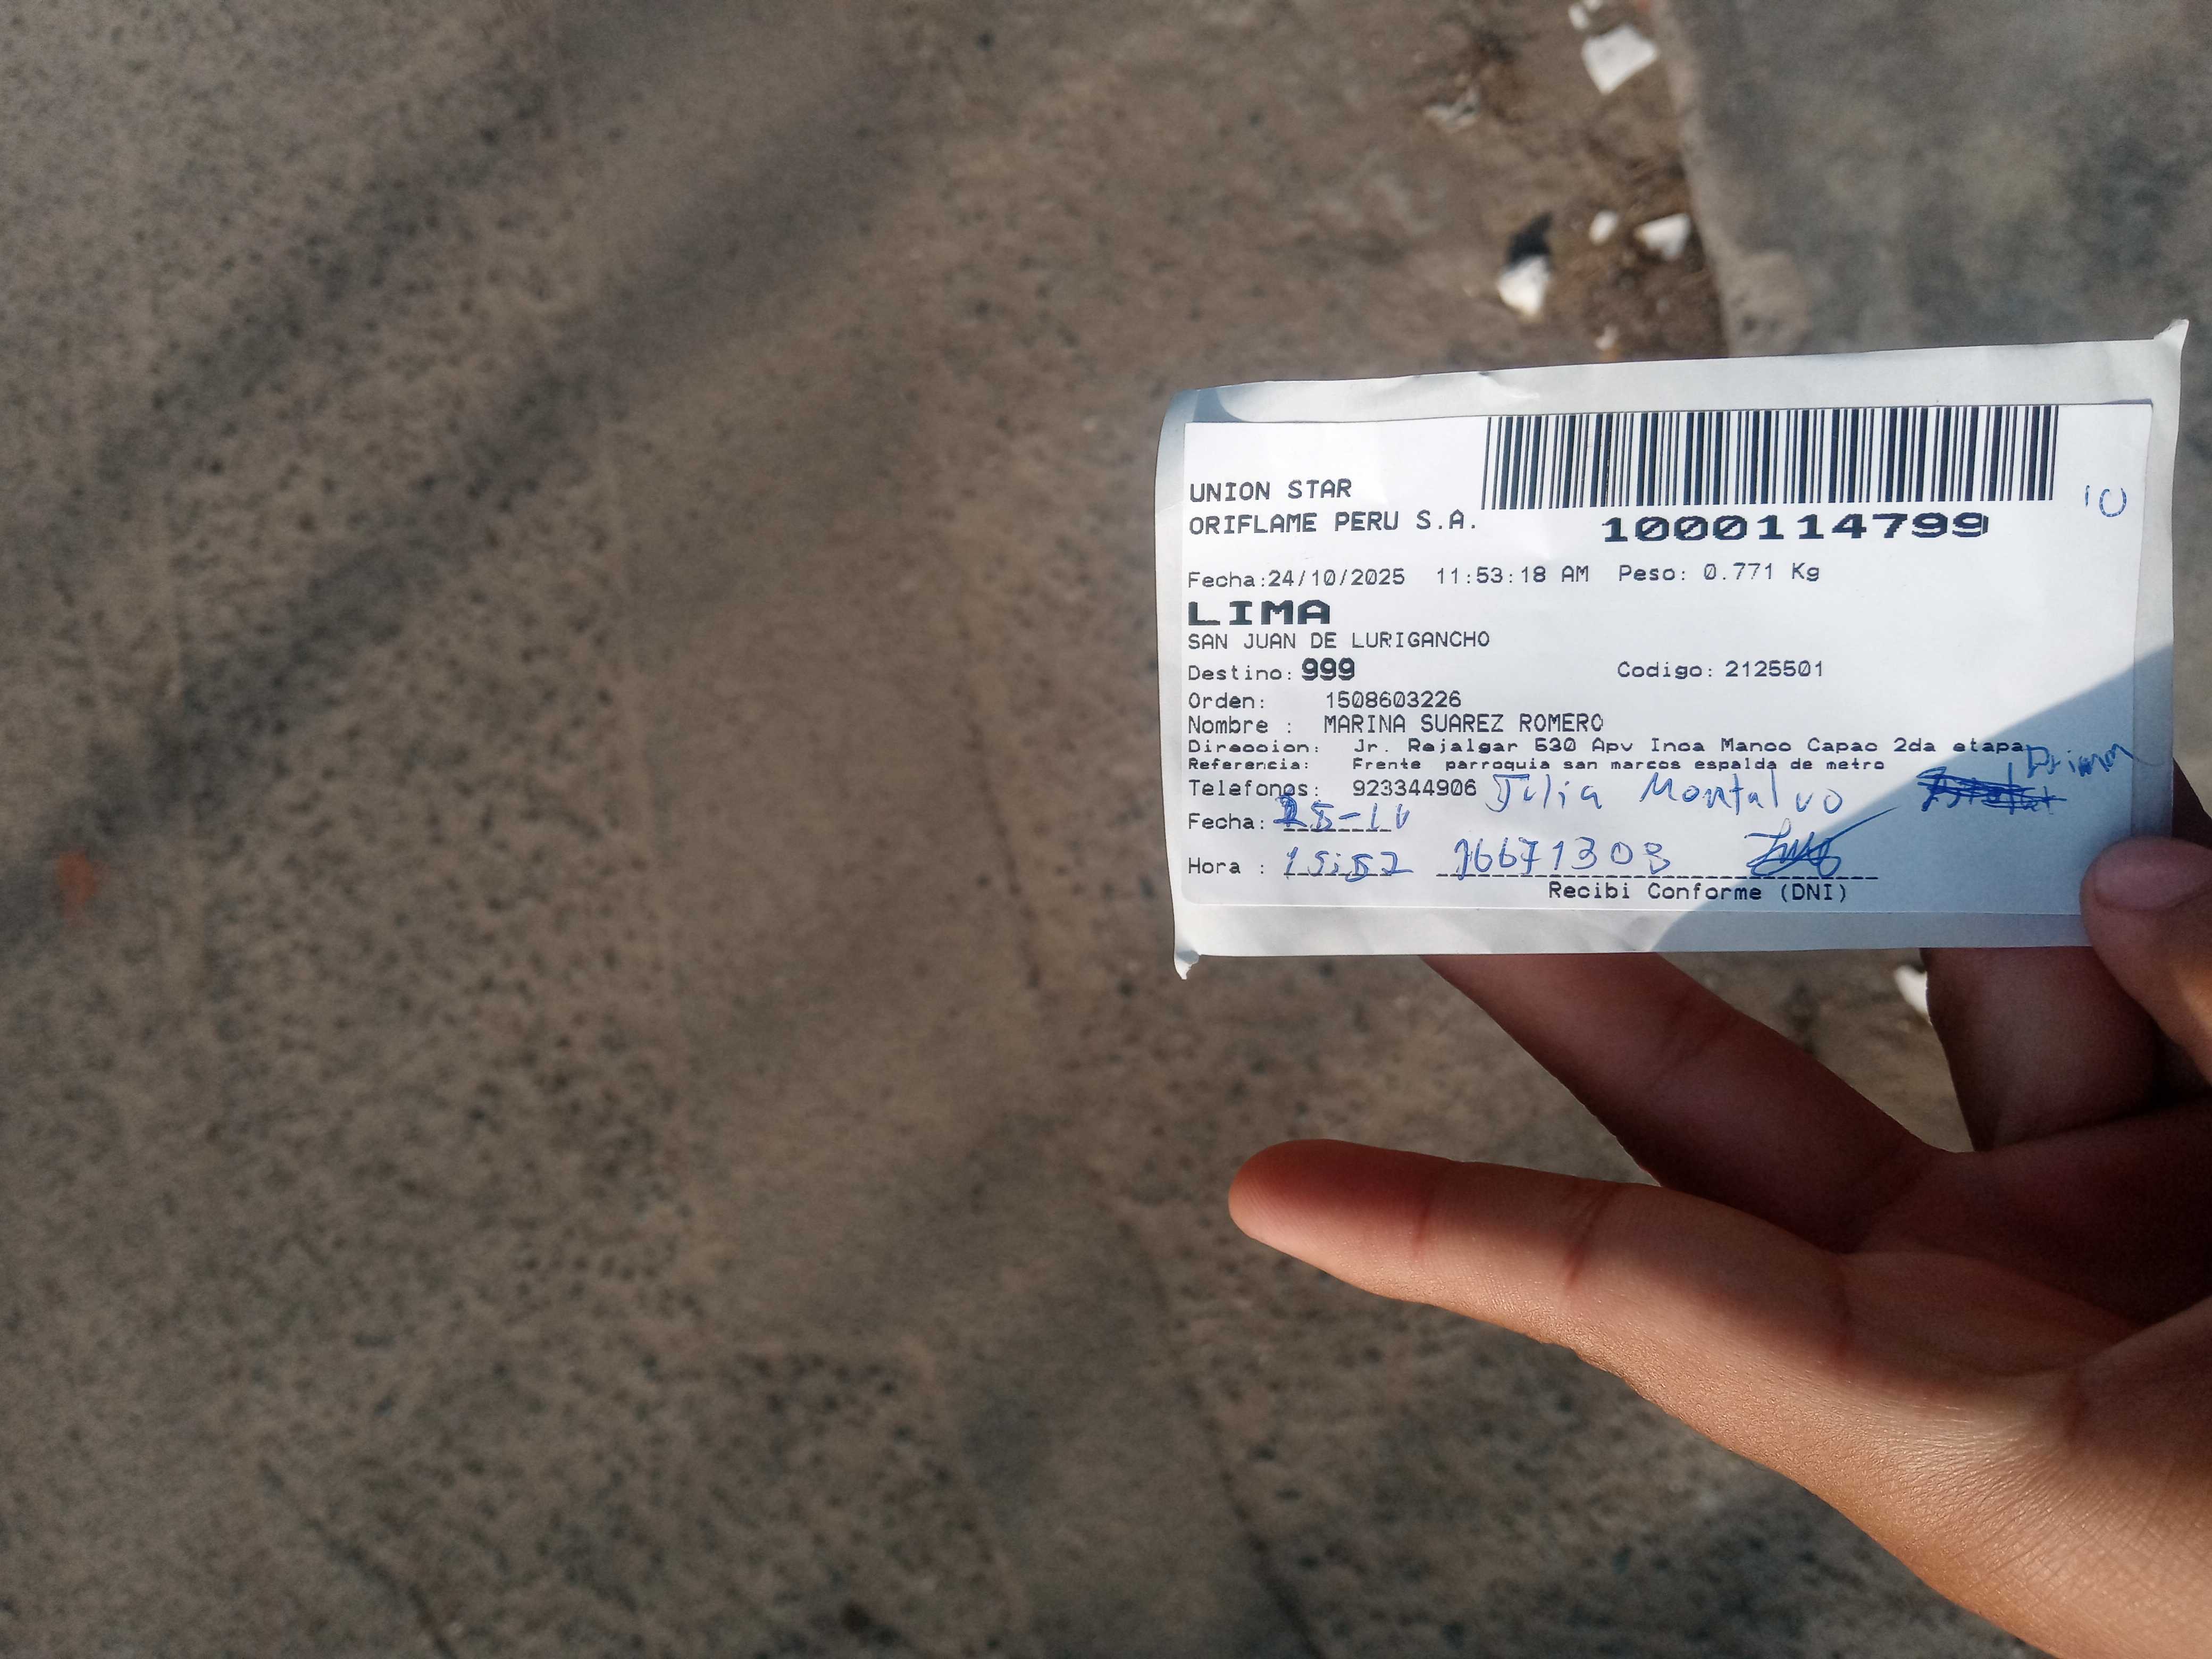 UNION STAR
ORIFLAME PERU S.A.
1000114799
10
Fecha:24/10/2025 11:53:18 AM Peso: 0.771 Kg
LIMA
SAN JUAN DE LURIGANCHO
Destino: 999 Codigo: 2125501
Orden: 1508603226
Nombre : MARINA SUAREZ ROMERO
Direccion: Jr. Rejalgar 630 Apv Inca Manco Capac 2da etapa
Referencia: Frente parroquia san marcos espalda de metro
Telefonos: 923344906 Julia Montalvo Prima
Fecha: 25-10
Hora : 15:52
Recibi Conforme (DNI)